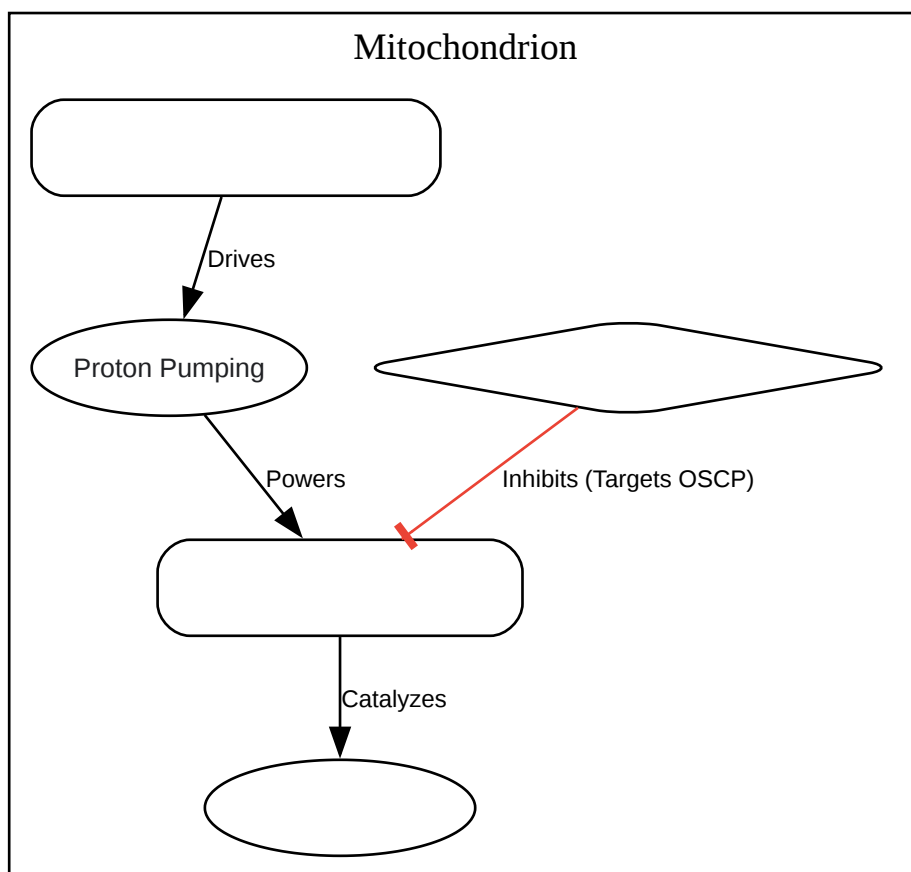 Mitochondrion
Drives
Proton Pumping
Powers
Inhibits (Targets OSCP)
Catalyzes